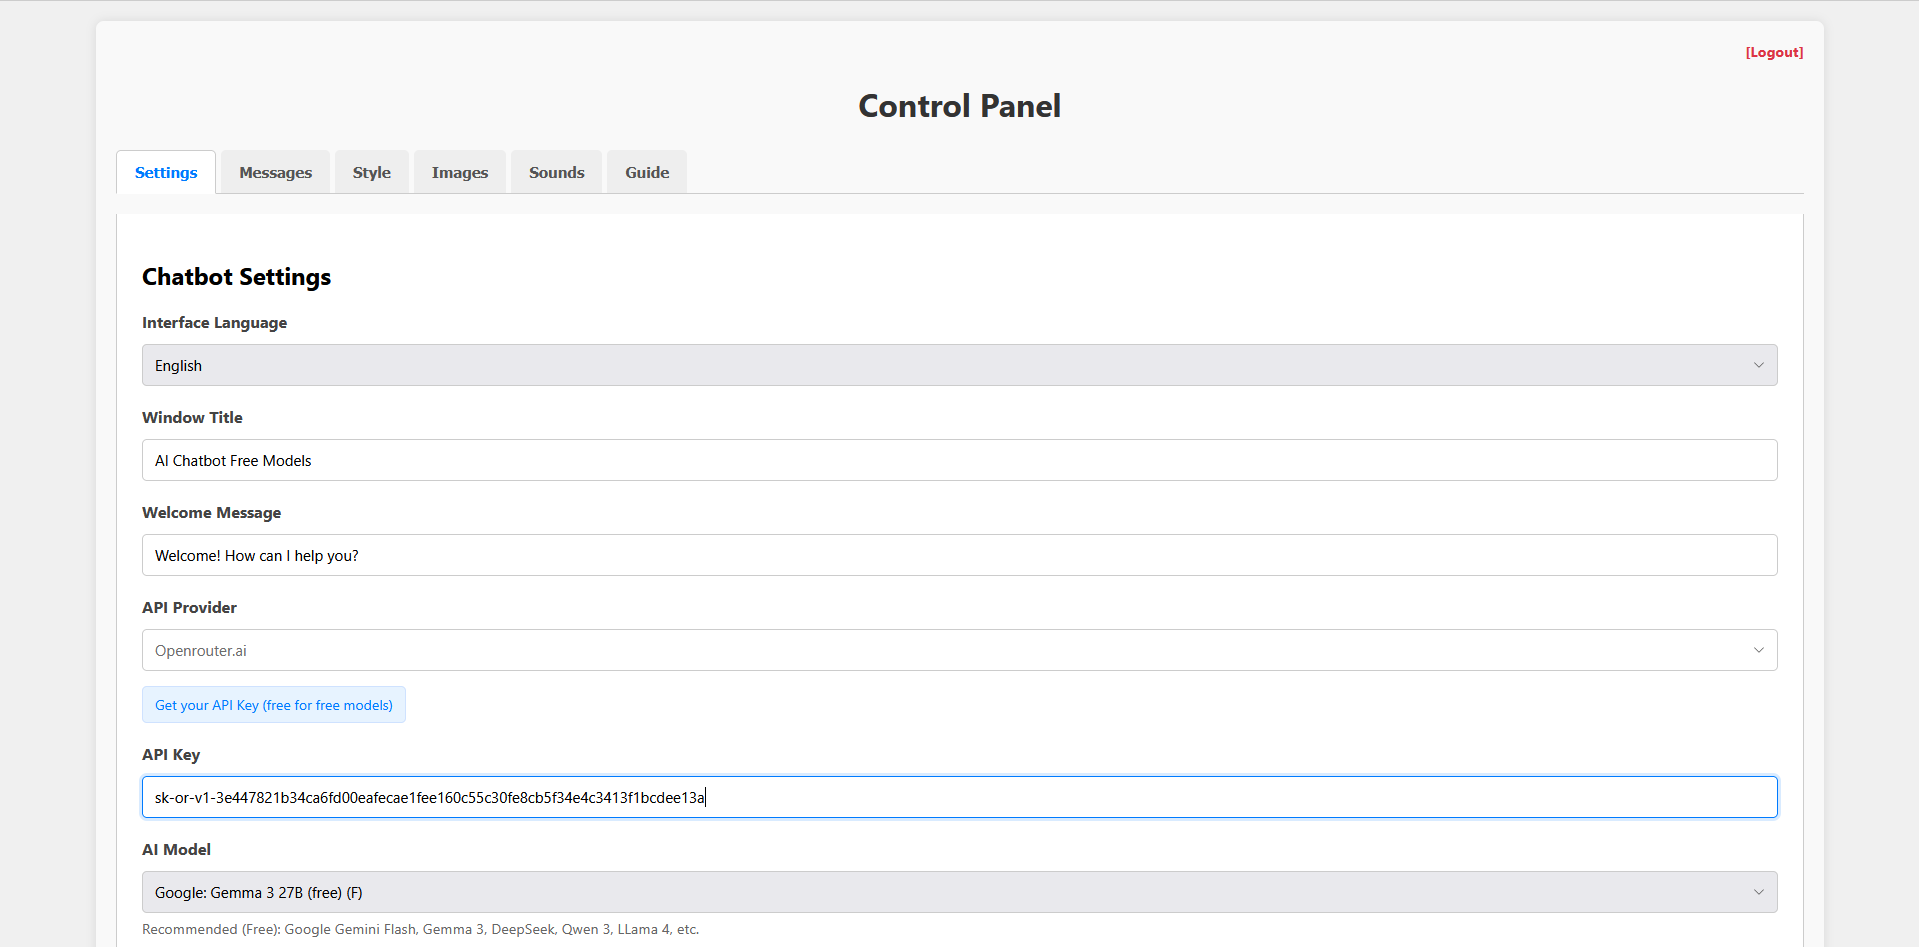 [Logout]
Control Panel
Settings Messages Style Images Sounds Guide
Chatbot Settings
Interface Language
English
Window Title
AI Chatbot Free Models
Welcome Message
Welcome! How can I help you?
API Provider
Openrouter.ai
Get your API Key (free for free models)
API Key
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
AI Model
Google: Gemma 3 27B (free) (F)
Recommended (Free): Google Gemini Flash, Gemma 3, DeepSeek, Qwen 3, LLama 4, etc.